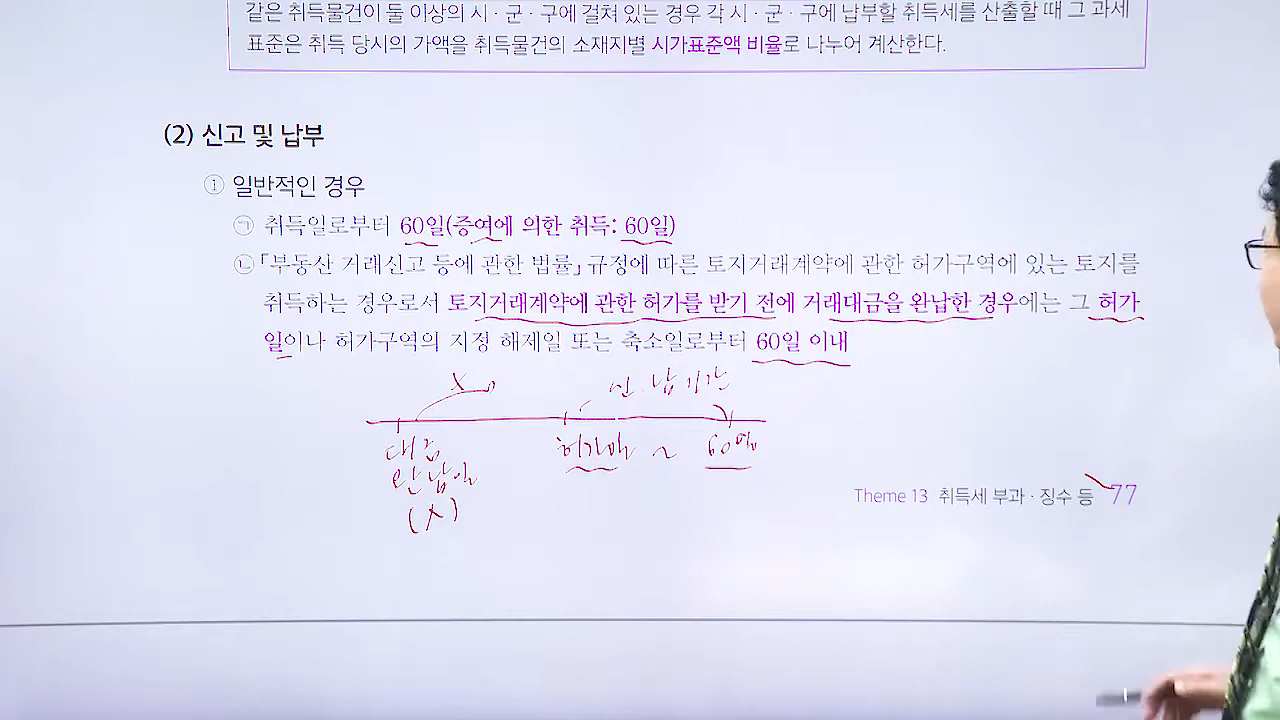 같은 취득물건이 둘 이상의 시 · 군 · 구에 걸쳐 있는 경우 각 시 · 군 · 구에 납부할 취득세를 산출할 때 그 과세
표준은 취득 당시의 가액을 취득물건의 소재지별 시가표준액 비율로 나누어 계산한다.
(2) 신고 및 납부
ⓘ 일반적인 경우
㉠ 취득일로부터 60일(증여에 의한 취득: 60일)
㉡ 「부동산 거래신고 등에 관한 법률」 규정에 따른 토지거래계약에 관한 허가구역에 있는 토지를
취득하는 경우로서 토지거래계약에 관한 허가를 받기 전에 거래대금을 완납한 경우에는 그 허가
일이나 허가구역의 지정 해제일 또는 축소일로부터 60일 이내
X 신 납기간
대금 허가일 ~ 60일
완납일
(X)
Theme 13 취득세 부과 · 징수 등 77